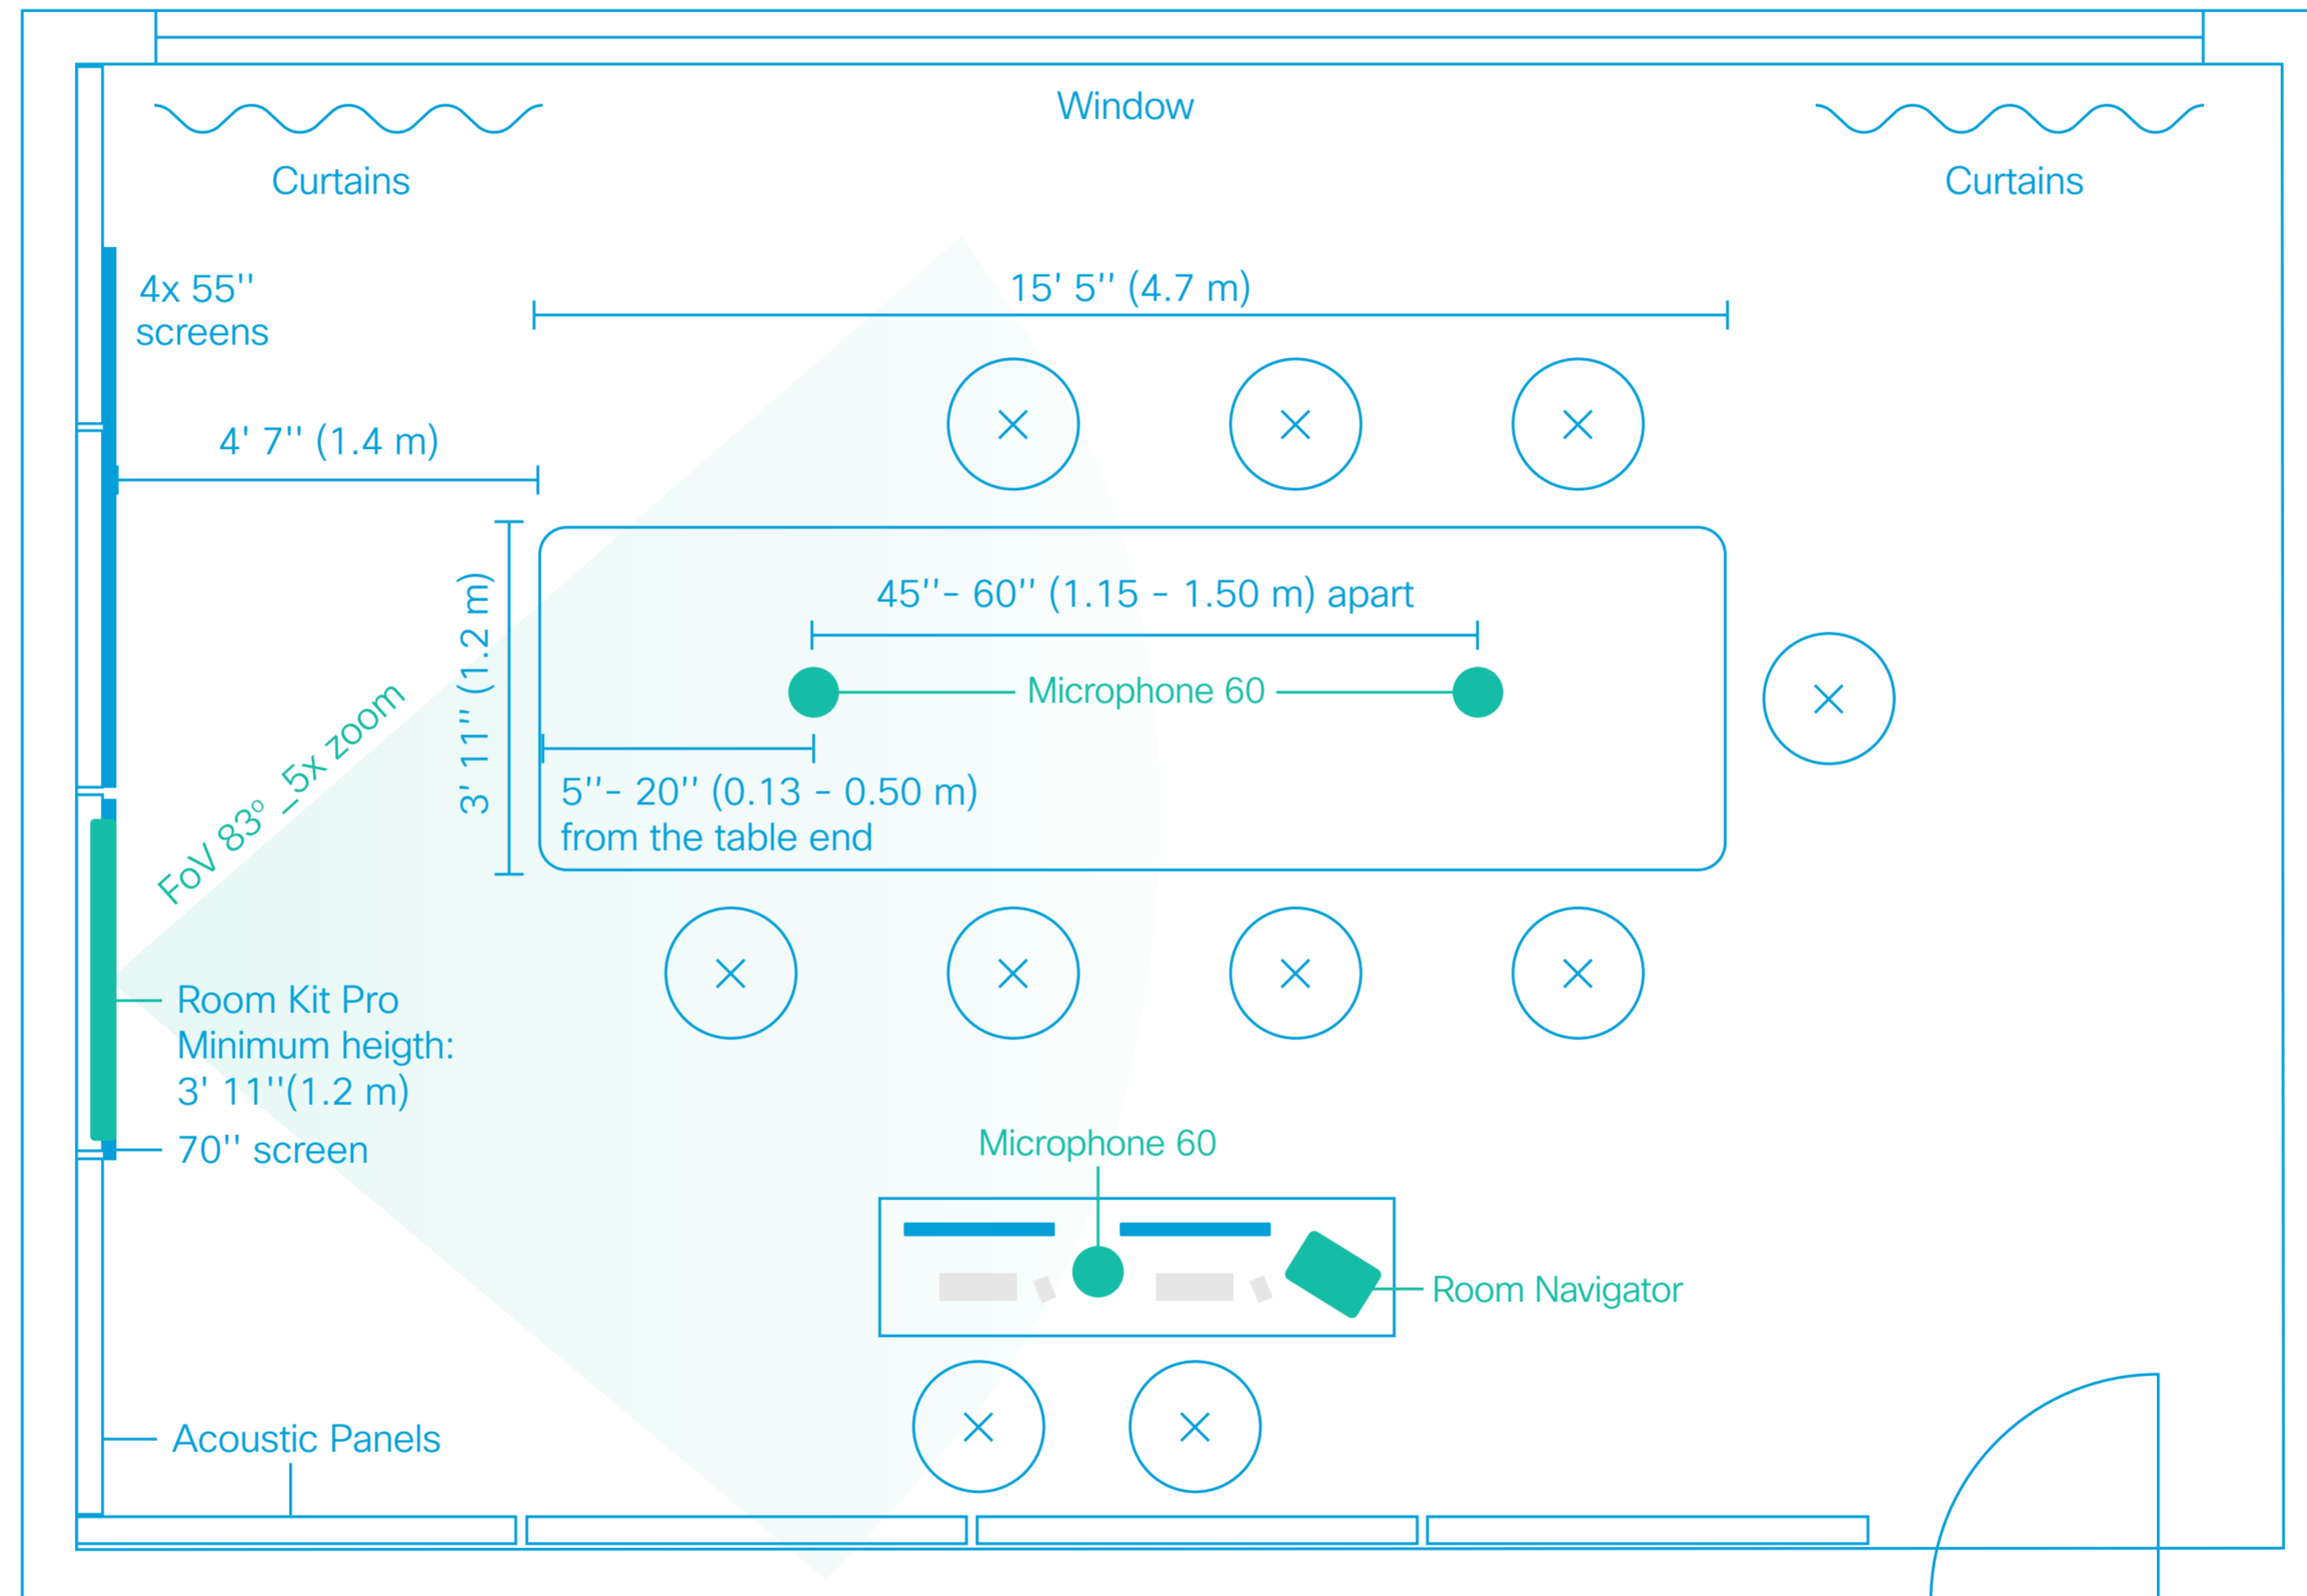 Window
Curtains
Curtains
4x 55''
screens
15' 5'' (4.7 m)
4' 7'' (1.4 m)
3' 11'' (1.2 m)
45''- 60'' (1.15 - 1.50 m) apart
Microphone 60
5''- 20'' (0.13 - 0.50 m)
from the table end
FoV 83° _5x zoom
Room Kit Pro
Minimum heigth:
3' 11''(1.2 m)
70'' screen
Microphone 60
Room Navigator
Acoustic Panels